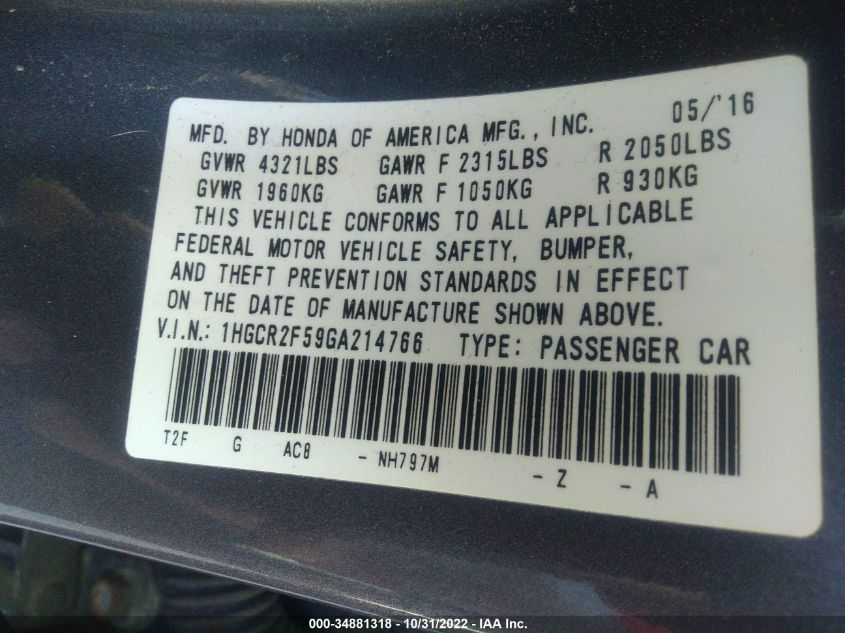 MFD. BY HONDA OF AMERICA MFG., INC. 05/'16
GVWR 4321LBS GAWR F 2315LBS R 2050LBS
GVWR 1960KG GAWR F 1050KG R 930KG
THIS VEHICLE CONFORMS TO ALL APPLICABLE
FEDERAL MOTOR VEHICLE SAFETY, BUMPER,
AND THEFT PREVENTION STANDARDS IN EFFECT
ON THE DATE OF MANUFACTURE SHOWN ABOVE.
V.I.N.: 1HGCR2F59GA214766 TYPE: PASSENGER CAR
T2F G AC8 - NH797M - Z - A
000-34881318 - 10/31/2022 - IAA Inc.